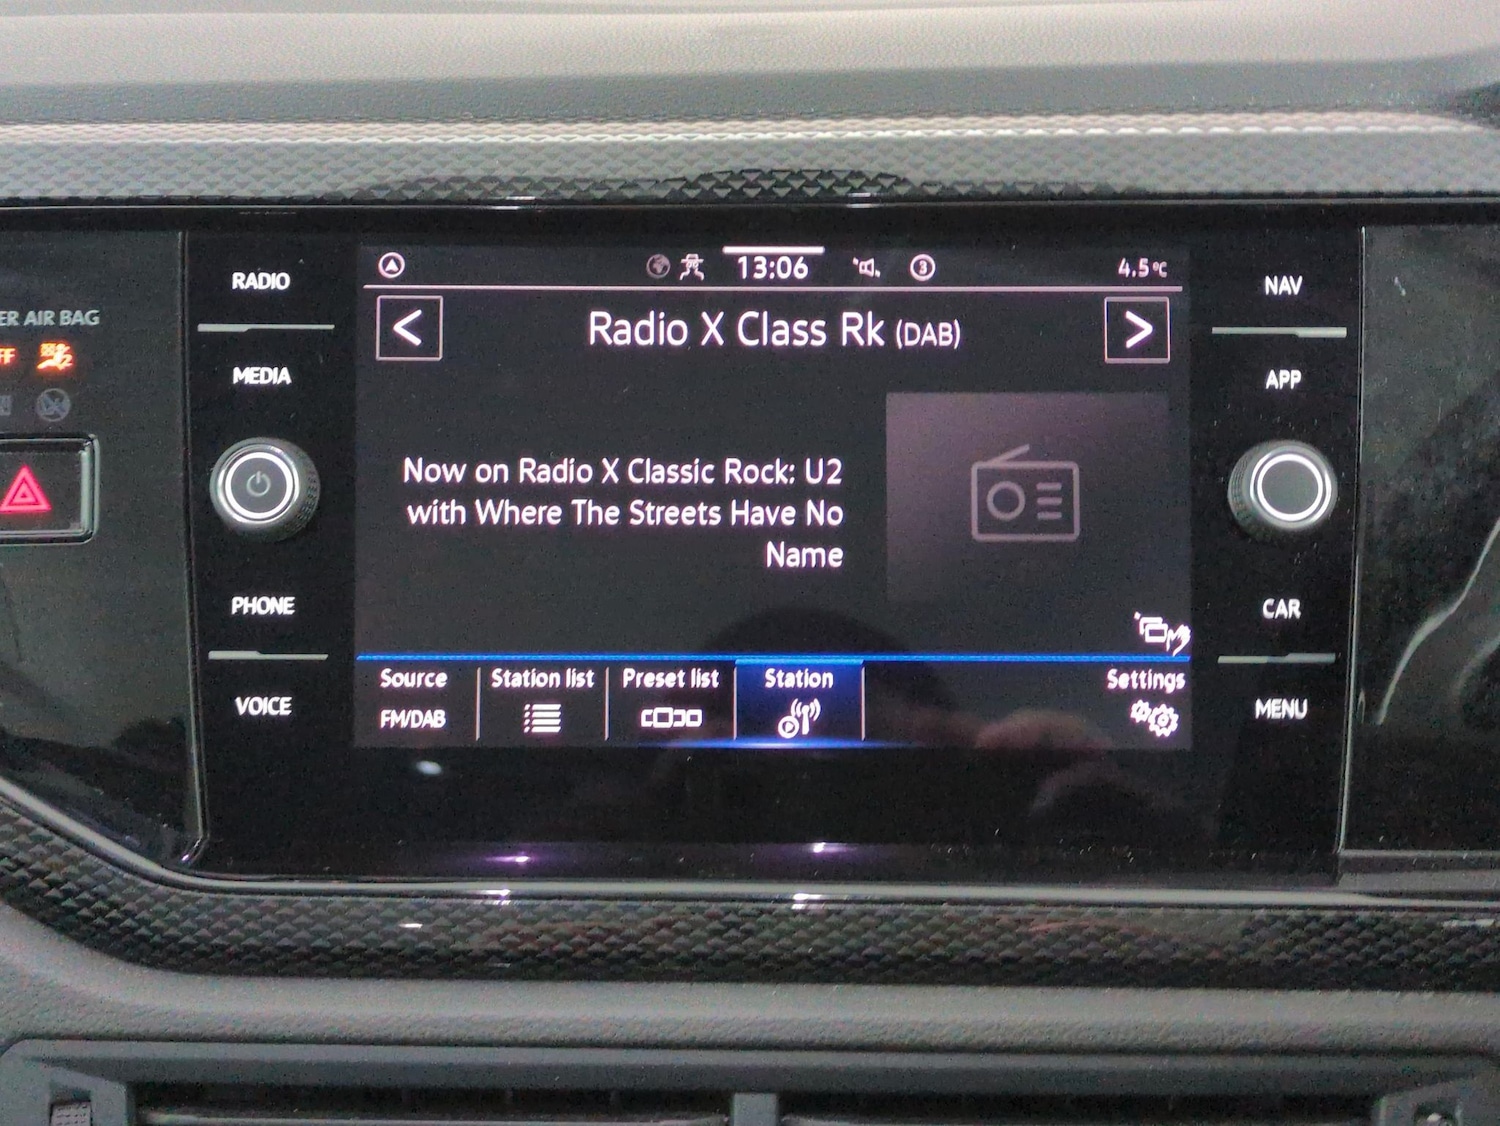 RADIO
MEDIA
PHONE
VOICE
ER AIR BAG
FF
13:06
3
4.5°C
<
Radio X Class Rk (DAB)
>
Now on Radio X Classic Rock: U2
with Where The Streets Have No
Name
Source
FM/DAB
Station list
Preset list
Station
Settings
NAV
APP
CAR
MENU